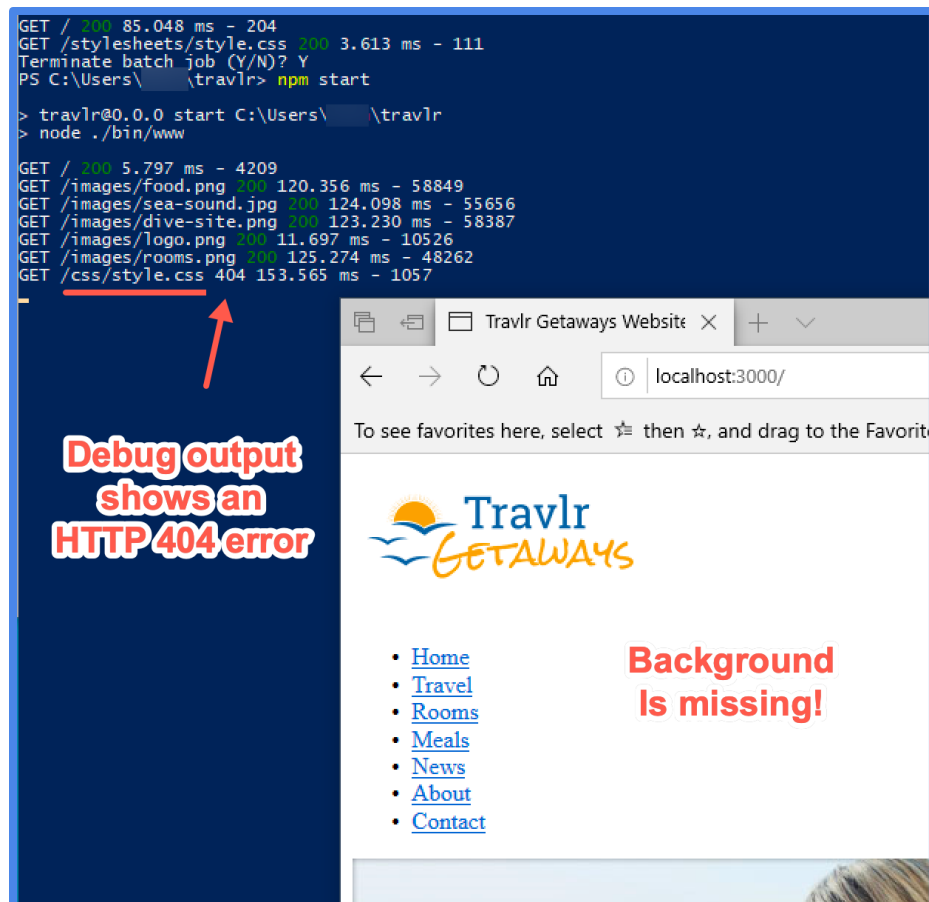 GET / 200 85.048 ms - 204
GET /stylesheets/style.css 200 3.613 ms - 111
Terminate batch job (Y/N)? Y
PS C:\Users\ \travlr> npm start
> travlr@0.0.0 start C:\Users\ \travlr
> node ./bin/www
GET / 200 5.797 ms - 4209
GET /images/food.png 200 120.356 ms - 58849
GET /images/sea-sound.jpg 200 124.098 ms - 55656
GET /images/dive-site.png 200 123.230 ms - 58387
GET /images/logo.png 200 11.697 ms - 10526
GET /images/rooms.png 200 125.274 ms - 48262
GET /css/style.css 404 153.565 ms - 1057
Debug output
shows an
HTTP 404 error
Travlr Getaways Website
localhost:3000/
To see favorites here, select then , and drag to the Favorite
Travlr
GETAWAYS
• Home
• Travel
• Rooms
• Meals
• News
• About
• Contact
Background
Is missing!